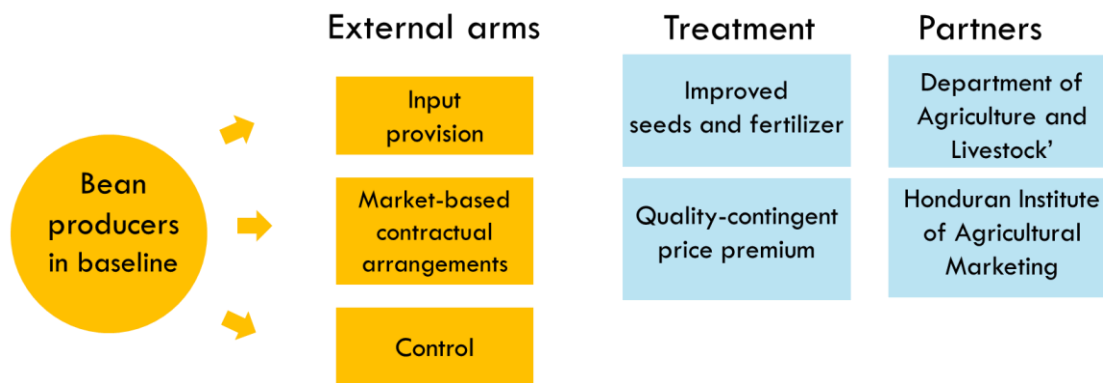 External arms
Treatment
Partners
Bean
producers
in baseline
Input
provision
Improved
seeds and fertilizer
Department of
Agriculture and
Livestock’
Market-based
contractual
arrangements
Quality-contingent
price premium
Honduran Institute
of Agricultural
Marketing
Control